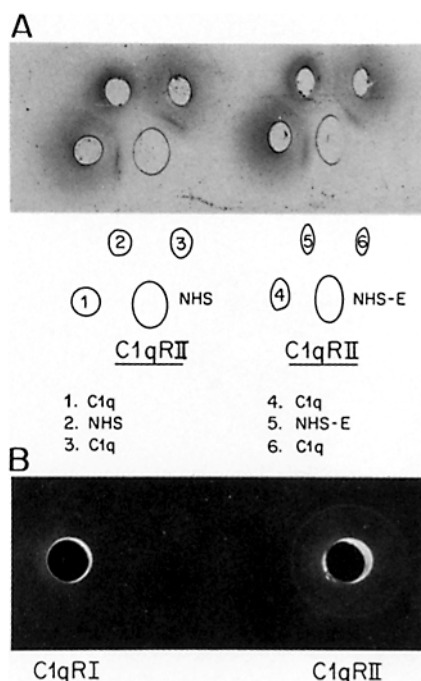 A
2 3 5 6
1 NHS 4 NHS-E
C1qRII C1qRII
1. C1q 4. C1q
2. NHS 5. NHS-E
3. C1q 6. C1q
B
C1qRI C1qRII